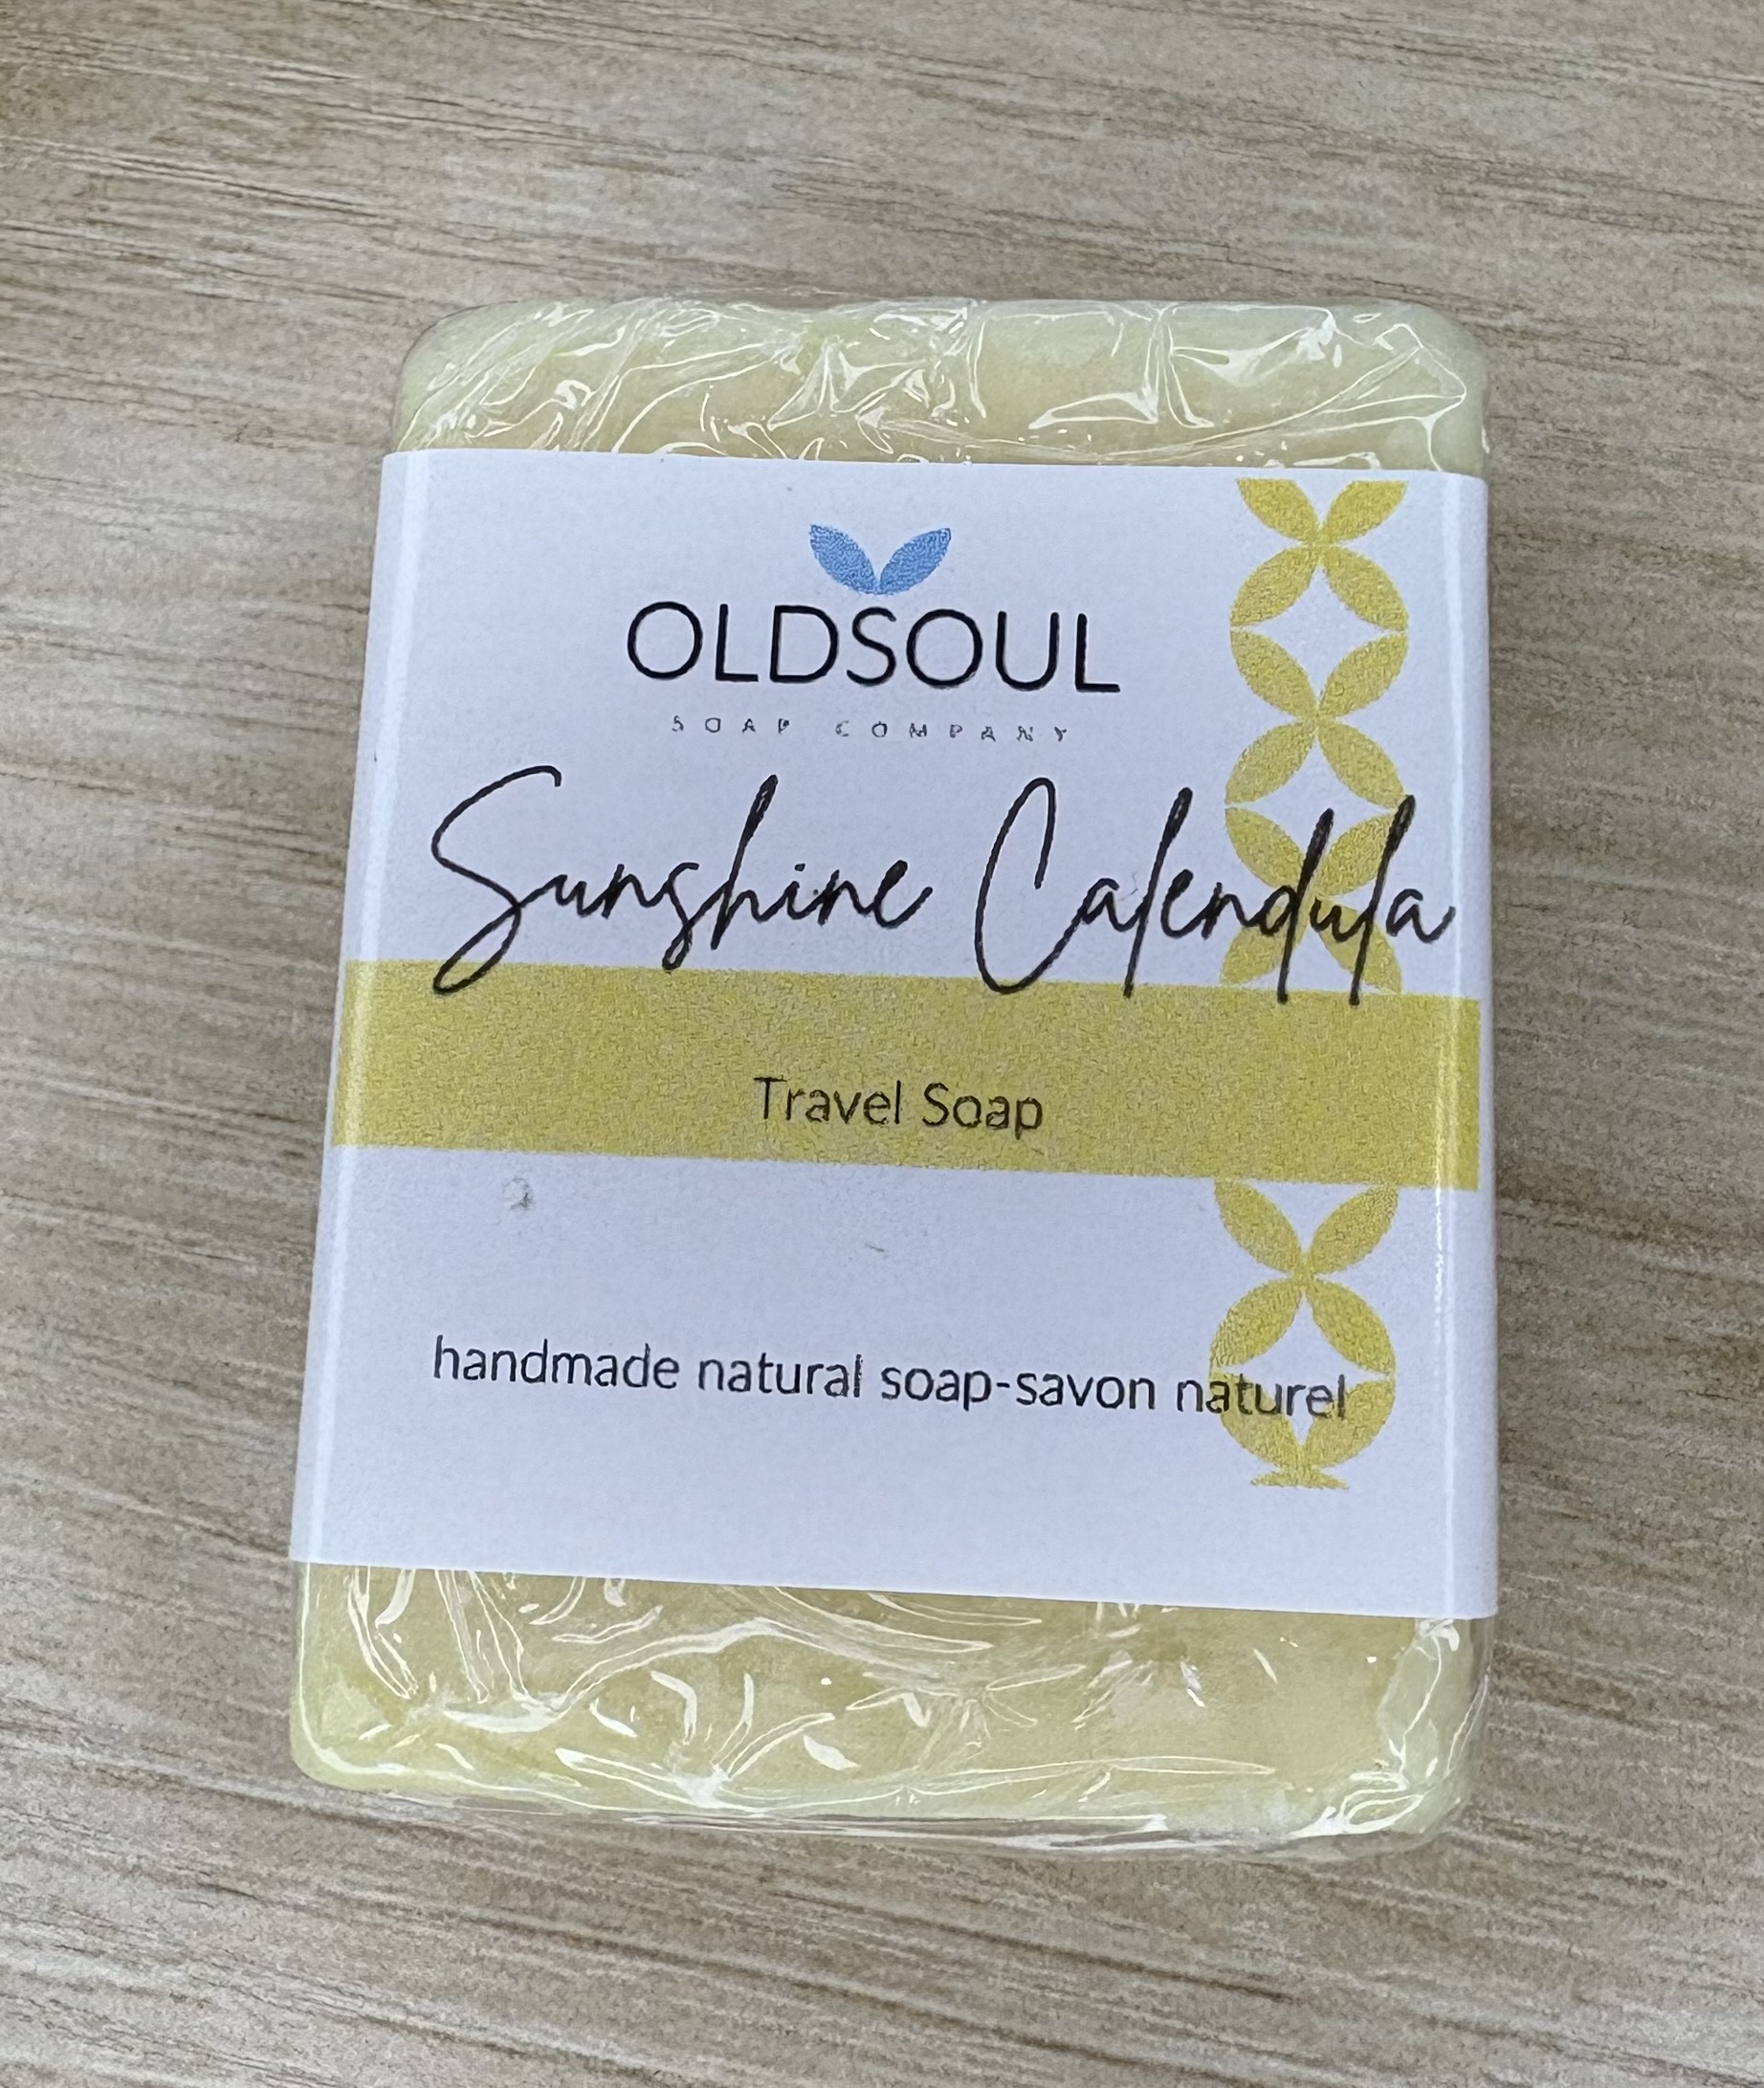 OLDSOUL
SOAP COMPANY
Sunshine Calendula
Travel Soap
handmade natural soap-savon naturel